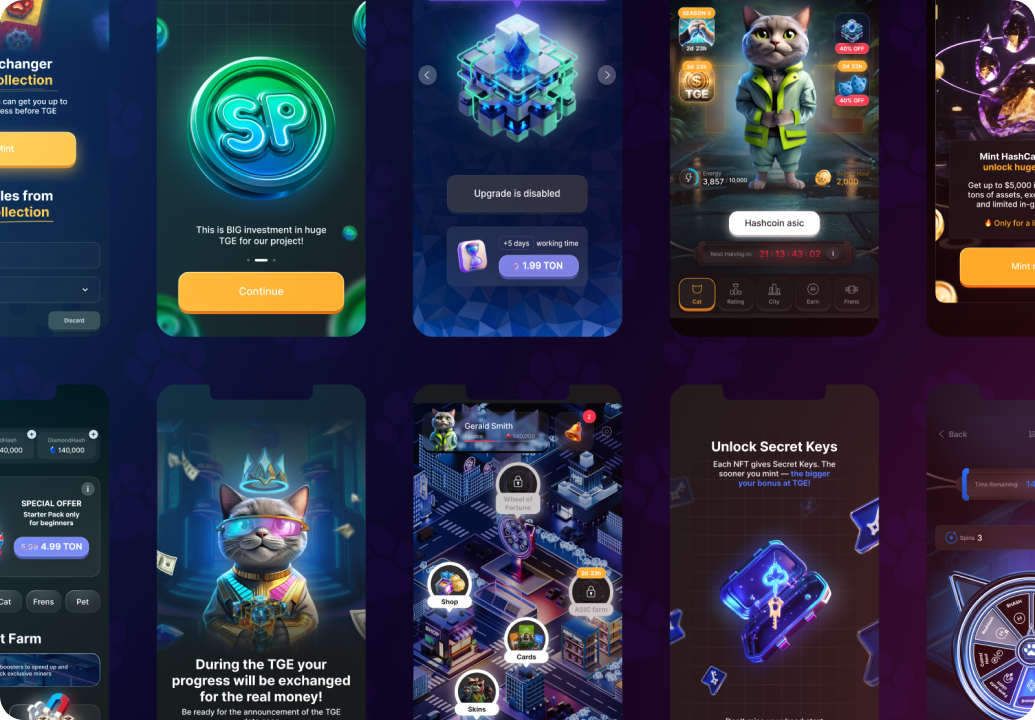 changer
ollection
can get you up to
ess before TGE
Mint
les from
ollection
Discard
SP
This is BIG investment in huge
TGE for our project!
Continue
Upgrade is disabled
+5 days working time
1.99 TON
SEASON 2
2d 23h
2d 23h
TGE
40% OFF
2d 23h
40% OFF
Energy
3,857 / 10,000
2,000
Hashcoin asic
Next Halving in: 21:13:43:02
Cat
Rating
City
Earn
Frens
Mint HashCa
unlock huge
Get up to $5,000 i
tons of assets, exc
and limited in-g
Only for a li
Mint n
dHash
40,000
DiamondHash
140,000
SPECIAL OFFER
Starter Pack only
for beginners
5.99 4.99 TON
Cat
Frens
Pet
t Farm
boosters to speed up and
ck exclusive miners
During the TGE your
progress will be exchanged
for the real money!
Be ready for the announcement of the TGE
Gerald Smith
140,000
2
Wheel of
Fortune
Shop
2d 23h
ASIC farm
Cards
Skins
Unlock Secret Keys
Each NFT gives Secret Keys. The
sooner you mint — the bigger
your bonus at TGE!
Back
Time Remaining: 14
Spins 3